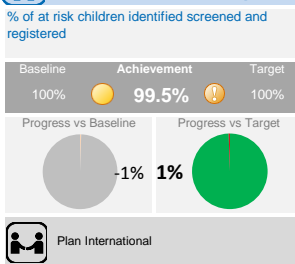 % of at risk children identified screened and
registered
Baseline Achievement Target
100% 99.5% 100%
Progress vs Baseline Progress vs Target
-1% 1%
Plan International